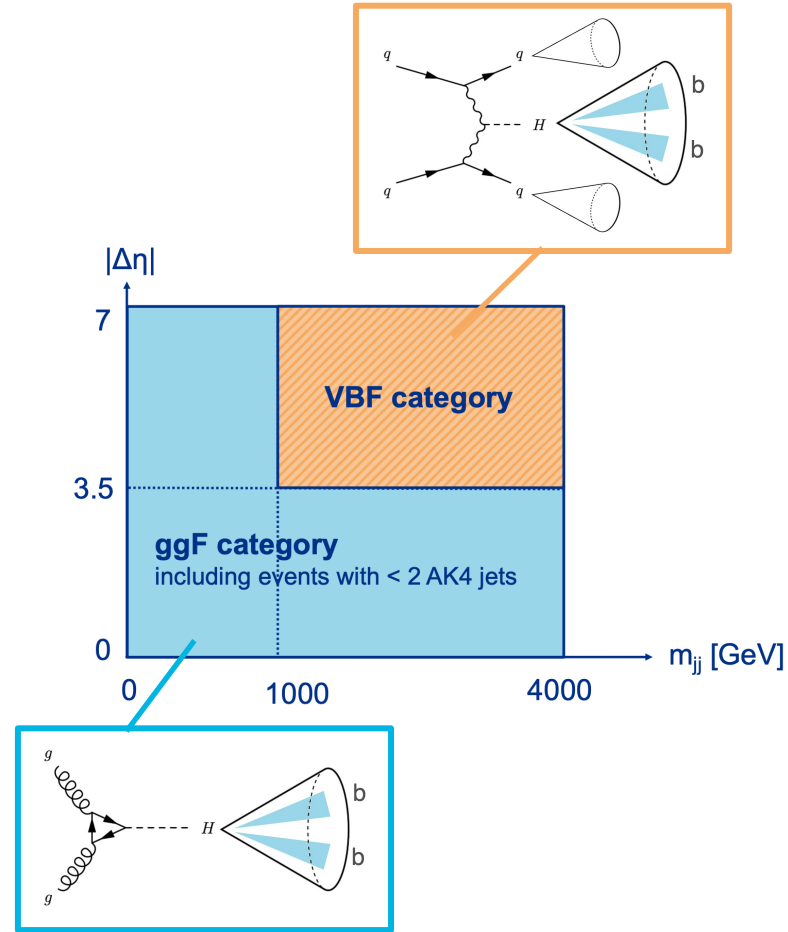 q
q
b
H
b
q
q
|Δη|
7
VBF category
3.5
ggF category
including events with < 2 AK4 jets
0
m_jj [GeV]
0
1000
4000
g
b
H
b
g